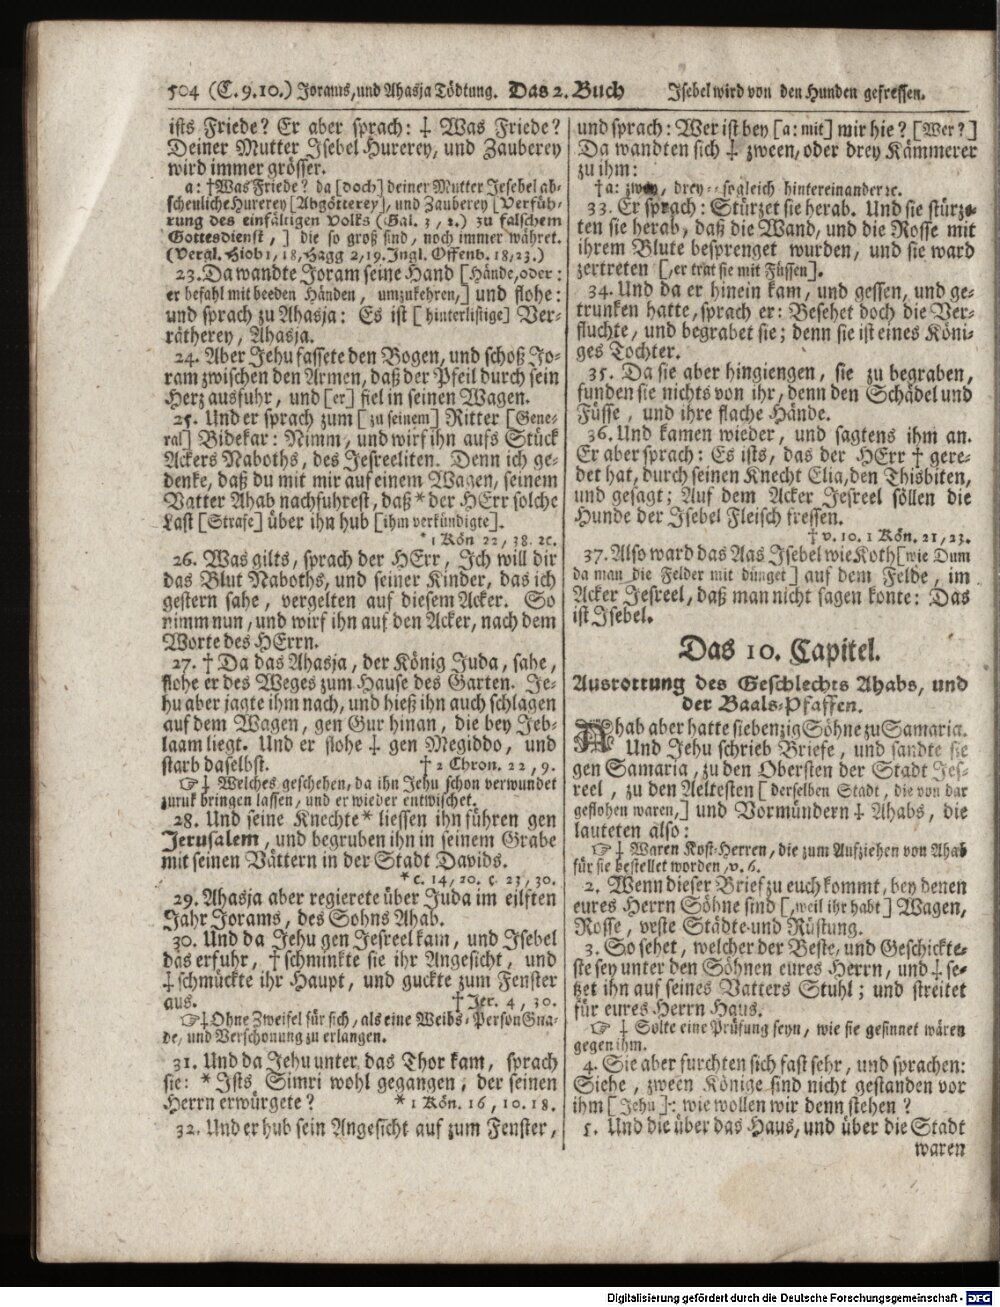 504 (C. 9. 10.) Jorams, und Ahasja Tödtung. Das 2. Buch Isebel wird von den Hunden gefressen.
ists Friede? Er aber sprach: ‡ Was Friede?
Deiner Mutter Isebel Hurerey, und Zauberey
wird immer grösser.
a: †Was Friede? da [doch] deiner Mutter Jesebel ab-
scheuliche Hurerey [Abgötterey], und Zauberey [Verfüh-
rung des einfältigen Volks (Gal. 3, 1.) zu falschem
Gottesdienst, ] die so groß sind, noch immer währet.
(Vergl. Hiob 1, 18, Hagg 2, 19. Ingl. Offenb. 18, 23.)
23. Da wandte Joram seine Hand [Hände, oder:
er befahl mit beeden Händen, umzukehren,] und flohe:
und sprach zu Ahasja: Es ist [hinterlistige] Ver-
rätherey, Ahasja.
24. Aber Jehu fassete den Bogen, und schoß Jo-
ram zwischen den Armen, daß der Pfeil durch sein
Herz ausfuhr, und [er] fiel in seinen Wagen.
25. Und er sprach zum [zu seinem] Ritter [Gene-
ral] Bidekar: Nimm, und wirf ihn aufs Stück
Ackers Naboths, des Jesreeliten. Denn ich ge-
denke, daß du mit mir auf einem Wagen, seinem
Vatter Ahab nachfuhrest, daß * der HErr solche
Last [Strafe] über ihn hub [ihm verkündigte].
* 1 Kön 22, 38. ꝛc.
26. Was gilts, sprach der HErr, Ich will dir
das Blut Naboths, und seiner Kinder, das ich
gestern sahe, vergelten auf diesem Acker. So
nimm nun, und wirf ihn auf den Acker, nach dem
Worte des HErrn.
27. † Da das Ahasja, der König Juda, sahe,
flohe er des Weges zum Hause des Garten. Je-
hu aber jagte ihm nach, und hieß ihn auch schlagen
auf dem Wagen, gen Gur hinan, die bey Jeb-
laam liegt. Und er flohe ‡ gen Megiddo, und
starb daselbst. † 2 Chron. 22, 9.
☞ ‡ Welches geschehen, da ihn Jehu schon verwundet
zuruk bringen lassen, und er wieder entwischet.
28. Und seine Knechte * liessen ihn führen gen
Jerusalem, und begruben ihn in seinem Grabe
mit seinen Vättern in der Stadt Davids.
* c. 14, 20. c. 23, 30.
29. Ahasja aber regierete über Juda im eilften
Jahr Jorams, des Sohns Ahab.
30. Und da Jehu gen Jesreel kam, und Isebel
das erfuhr, † schminkte sie ihr Angesicht, und
‡ schmückte ihr Haupt, und guckte zum Fenster
aus. † Jer. 4, 30.
☞ ‡ Ohne Zweifel für sich, als eine Weibs-Person Gna-
de, und Verschonung zu erlangen.
31. Und da Jehu unter das Thor kam, sprach
sie: * Ists Simri wohl gegangen, der seinen
Herrn erwürgete? * 1 Kön. 16, 10. 18.
32. Und er hub sein Angesicht auf zum Fenster,
und sprach: Wer ist bey [a: mit] mir hie? [Wer?]
Da wandten sich ‡ zween, oder drey Kämmerer
zu ihm:
‡ a: zwey, drey -- sogleich hintereinander ꝛc.
33. Er sprach: Stürzet sie herab. Und sie stürz-
ten sie herab, daß die Wand, und die Rosse mit
ihrem Blute besprenget wurden, und sie ward
zertreten [, er trat sie mit Füssen].
34. Und da er hinein kam, und gessen, und ge-
trunken hatte, sprach er: Besehet doch die Ver-
fluchte, und begrabet sie; denn sie ist eines Köni-
ges Tochter.
35. Da sie aber hingiengen, sie zu begraben,
funden sie nichts von ihr, denn den Schädel und
Füsse, und ihre flache Hände.
36. Und kamen wieder, und sagtens ihm an.
Er aber sprach: Es ists, das der HErr † gere-
det hat, durch seinen Knecht Elia, den Thisbiten,
und gesagt; Auf dem Acker Jesreel söllen die
Hunde der Isebel Fleisch fressen.
† v. 10. 1 Kön. 21, 23.
37. Also ward das Aas Isebel wie Koth [wie Dum
da man die Felder mit dünget] auf dem Felde, im
Acker Jesreel, daß man nicht sagen konte: Das
ist Isebel.
Das 10. Capitel.
Ausrottung des Geschlechts Ahabs, und
der Baals-Pfaffen.
Ahab aber hatte siebenzig Söhne zu Samaria.
Und Jehu schrieb Briefe, und sandte sie
gen Samaria, zu den Obersten der Stadt Jes-
reel, zu den Aeltesten [derselben Stadt, die von dar
geflohen waren,] und Vormündern ‡ Ahabs, die
lauteten also:
☞ ‡ Waren Kost-Herren, die zum Aufziehen von Ahab
für sie bestellet worden, v. 6.
2. Wenn dieser Brief zu euch kommt, bey denen
eures Herrn Söhne sind [, weil ihr habt] Wagen,
Rosse, veste Städte und Rüstung.
3. So sehet, welcher der Beste, und Geschickte-
ste sey unter den Söhnen eures Herrn, und ‡ se-
tzet ihn auf seines Vatters Stuhl; und streitet
für eures Herrn Haus.
☞ ‡ Solte eine Prüfung seyn, wie sie gesinnet wären
gegen ihm.
4. Sie aber furchten sich fast sehr, und sprachen:
Siehe, zween Könige sind nicht gestanden vor
ihm [Jehu]: wie wollen wir denn stehen?
5. Und die über das Haus, und über die Stadt
waren
Digitalisierung gefördert durch die Deutsche Forschungsgemeinschaft - DFG